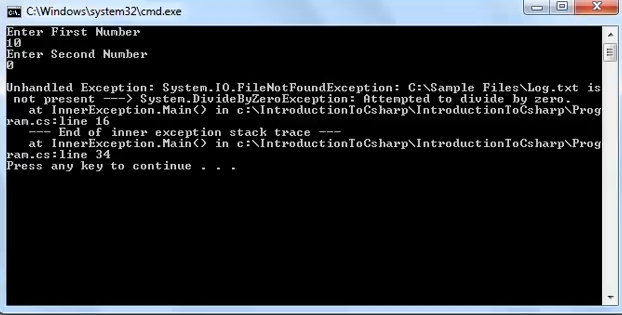 C:\Windows\system32\cmd.exe
Enter First Number
10
Enter Second Number
0
Unhandled Exception: System.IO.FileNotFoundException: C:\Sample Files\Log.txt is
 not present ---> System.DivideByZeroException: Attempted to divide by zero.
   at InnerException.Main() in c:\IntroductionToCsharp\IntroductionToCsharp\Prog
ram.cs:line 16
   --- End of inner exception stack trace ---
   at InnerException.Main() in c:\IntroductionToCsharp\IntroductionToCsharp\Prog
ram.cs:line 34
Press any key to continue . . .